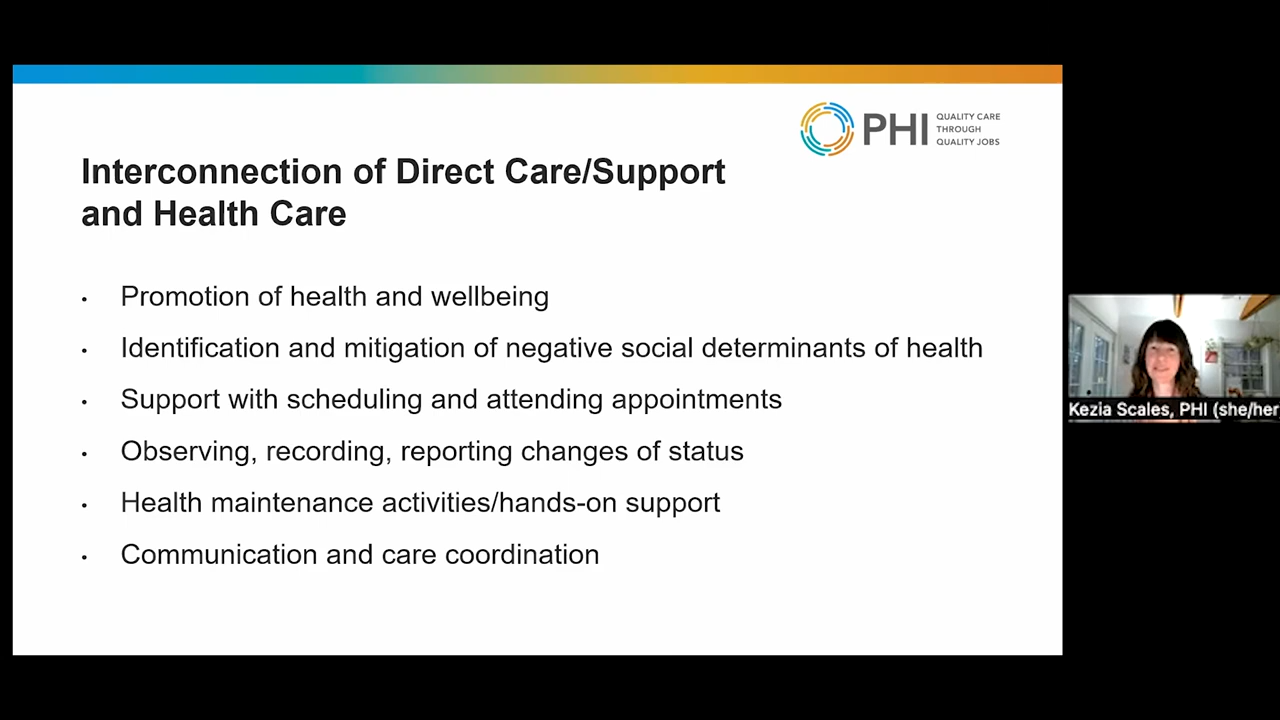 PHI
QUALITY CARE
THROUGH
QUALITY JOBS
Interconnection of Direct Care/Support
and Health Care
• Promotion of health and wellbeing
• Identification and mitigation of negative social determinants of health
• Support with scheduling and attending appointments
• Observing, recording, reporting changes of status
• Health maintenance activities/hands-on support
• Communication and care coordination
Kezia Scales, PHI (she/her